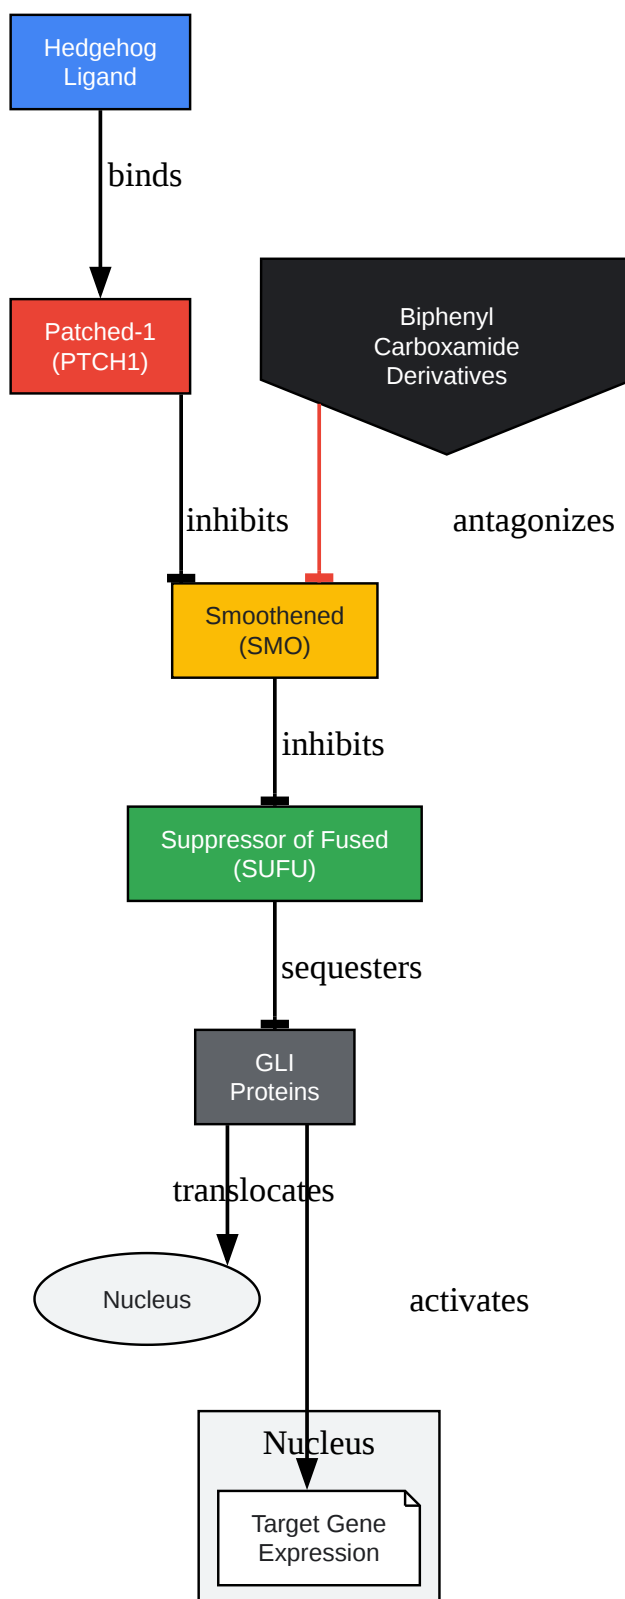 Hedgehog
Ligand
binds
Patched-1
(PTCH1)
Biphenyl
Carboxamide
Derivatives
inhibits
antagonizes
Smoothened
(SMO)
inhibits
Suppressor of Fused
(SUFU)
sequesters
GLI
Proteins
translocates
Nucleus
activates
Nucleus
Target Gene
Expression